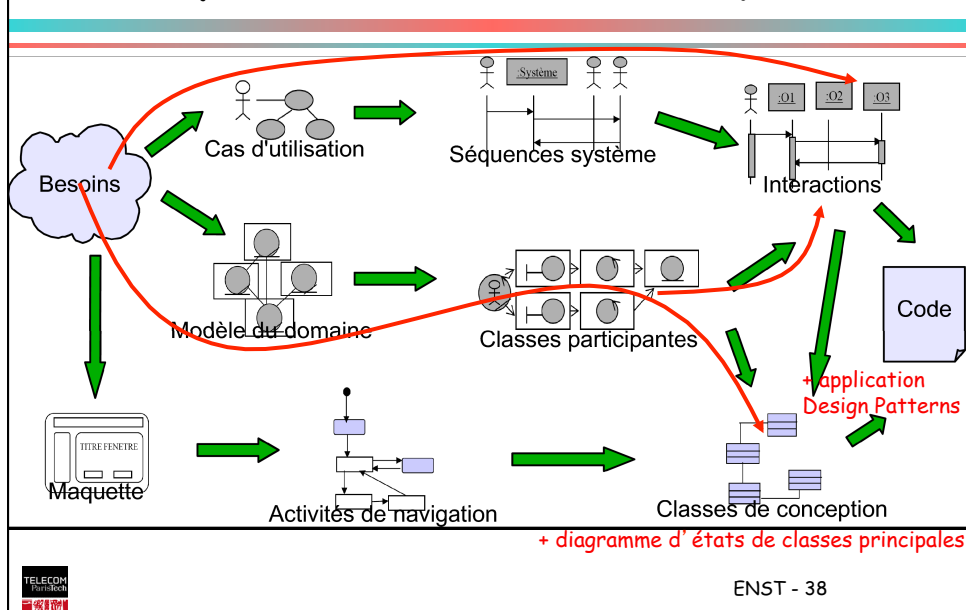 :Système
:O1
:O2
:O3
Cas d'utilisation
Séquences système
Interactions
Besoins
Modèle du domaine
Classes participantes
Code
+ application
Design Patterns
TITRE FENETRE
Maquette
Activités de navigation
Classes de conception
+ diagramme d’états de classes principales
TELECOM
ParisTech
ENST - 38